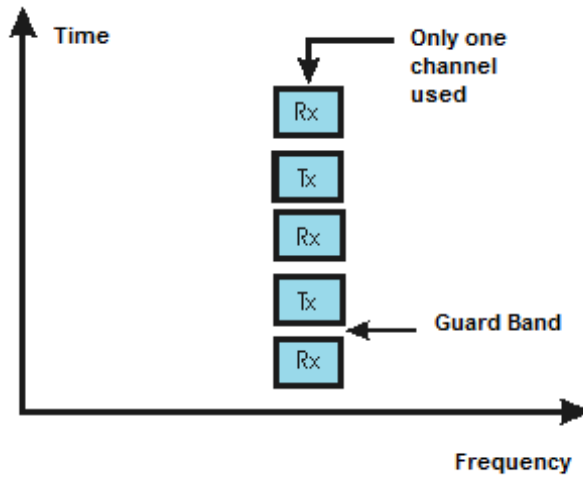 Time
Only one
channel
used
Rx
Tx
Rx
Tx
Guard Band
Rx
Frequency